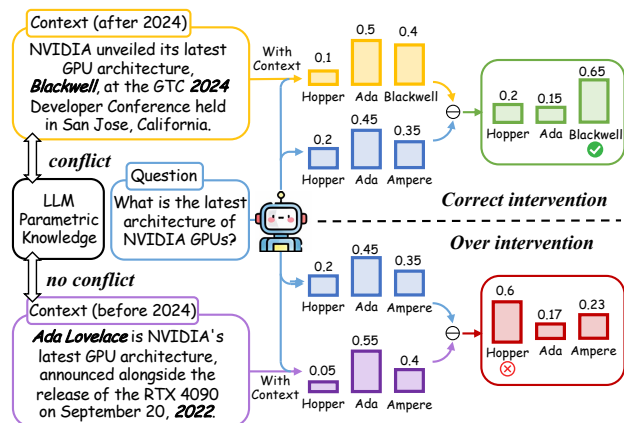 Context (after 2024)
NVIDIA unveiled its latest
GPU architecture,
Blackwell, at the GTC 2024
Developer Conference held
in San Jose, California.
With
Context
0.1
0.5
0.4
Hopper
Ada
Blackwell
0.2
0.45
0.35
Hopper
Ada
Ampere
0.2
0.15
0.65
Hopper
Ada
Blackwell
conflict
LLM
Parametric
Knowledge
Question
What is the latest
architecture of
NVIDIA GPUs?
Correct intervention
Over intervention
no conflict
Context (before 2024)
Ada Lovelace is NVIDIA's
latest GPU architecture,
announced alongside the
release of the RTX 4090
on September 20, 2022.
With
Context
0.2
0.45
0.35
Hopper
Ada
Ampere
0.05
0.55
0.4
Hopper
Ada
Ampere
0.6
0.17
0.23
Hopper
Ada
Ampere